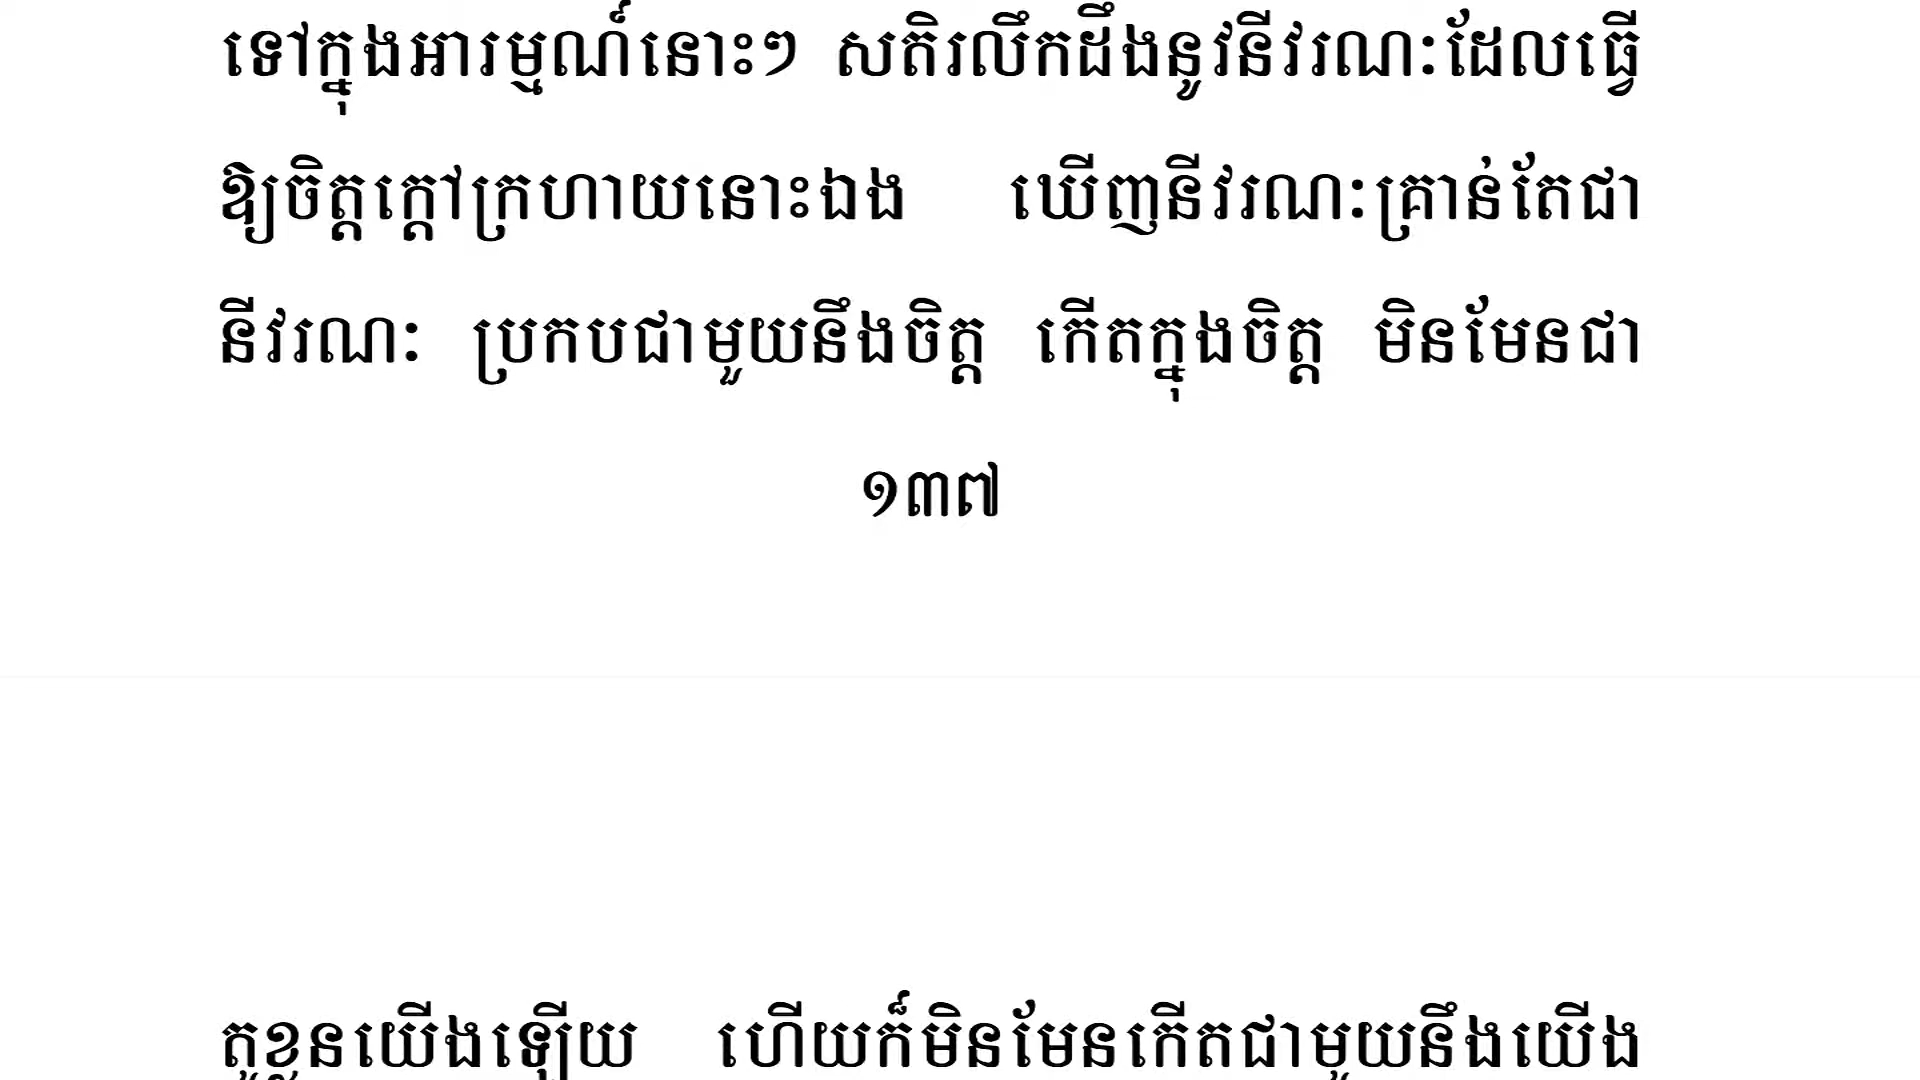 ទៅក្នុងអារម្មណ៍នោះៗ សតិរលឹកដឹងនូវនីវរណៈដែលធ្វើ
ឱ្យចិត្តក្តៅក្រហាយនោះឯង ឃើញនីវរណៈគ្រាន់តែជា
នីវរណៈ ប្រកបជាមួយនឹងចិត្ត កើតក្នុងចិត្ត មិនមែនជា
១៣៧
តួខ្លួនយើងឡើយ ហើយក៏មិនមែនកើតជាមួយនឹងយើង